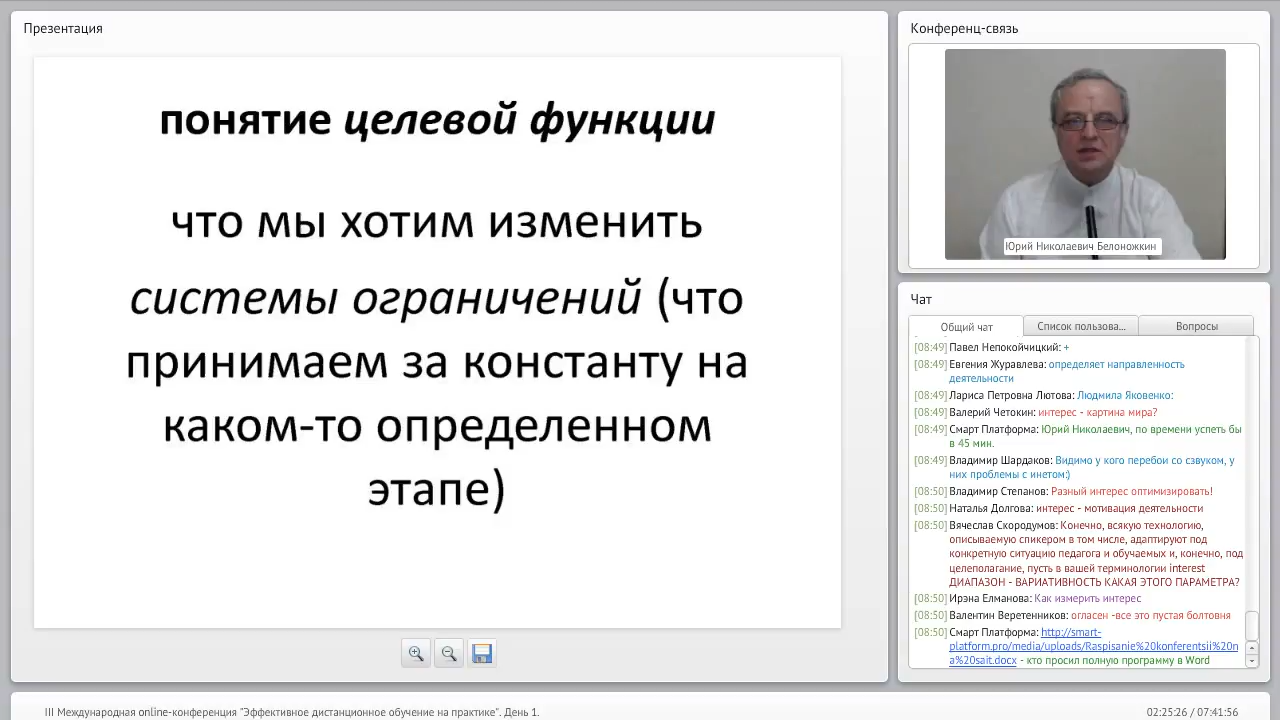 Презентация
понятие целевой функции
что мы хотим изменить
системы ограничений (что
принимаем за константу на
каком-то определенном
этапе)
Конференц-связь
Юрий Николаевич Белоножкин
Чат
Общий чат
Список пользова...
Вопросы
[08:49] Павел Непокойчицкий: +
[08:49] Евгения Журавлева: определяет направленность
деятельности
[08:49] Лариса Петровна Лютова: Людмила Яковенко:
[08:49] Валерий Четокин: интерес - картина мира?
[08:49] Смарт Платформа: Юрий Николаевич, по времени успеть бы
в 45 мин.
[08:49] Владимир Шардаков: Видимо у кого перебои со сзвуком, у
них проблемы с инетом:)
[08:50] Владимир Степанов: Разный интерес оптимизировать!
[08:50] Наталья Долгова: интерес - мотивация деятельности
[08:50] Вячеслав Скородумов: Конечно, всякую технологию,
описываемую спикером в том числе, адаптируют под
конкретную ситуацию педагога и обучаемых и, конечно, под
целеполагание, пусть в вашей терминологии interest
ДИАПАЗОН - ВАРИАТИВНОСТЬ КАКАЯ ЭТОГО ПАРАМЕТРА?
[08:50] Ирэна Елманова: Как измерить интерес
[08:50] Валентин Веретенников: огласен -все это пустая болтовня
[08:50] Смарт Платформа: http://smart-
platform.pro/media/uploads/Raspisanie%20konferentsii%20n
a%20sait.docx - кто просил полную программу в Word
III Международная online-конференция "Эффективное дистанционное обучение на практике". День 1.
02:25:26 / 07:41:56